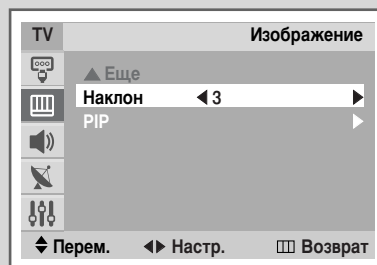 TV Изображение
▲ Еще
Наклон ◀ 3 ▶
PIP ▶
Перем. Настр. Возврат